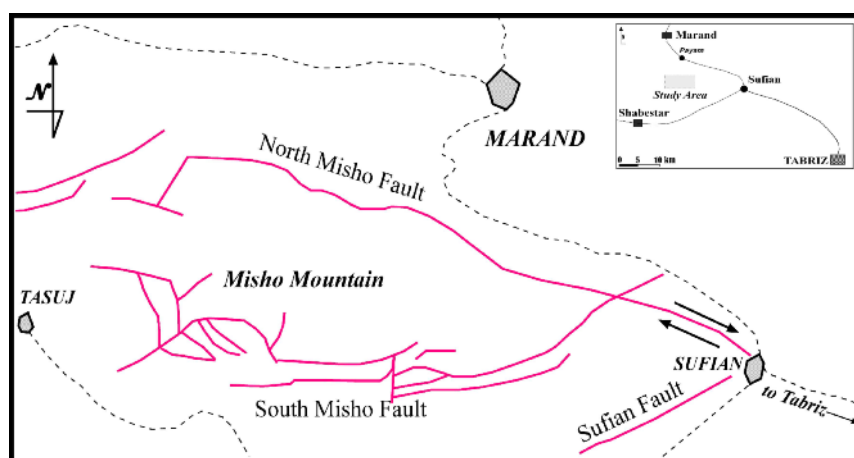 N
MARAND
North Misho Fault
Misho Mountain
TASUJ
South Misho Fault
SUFIAN
Sufian Fault
to Tabriz
Marand
Payam
Sufian
Study Area
Shabestar
0 5 10 km
TABRIZ